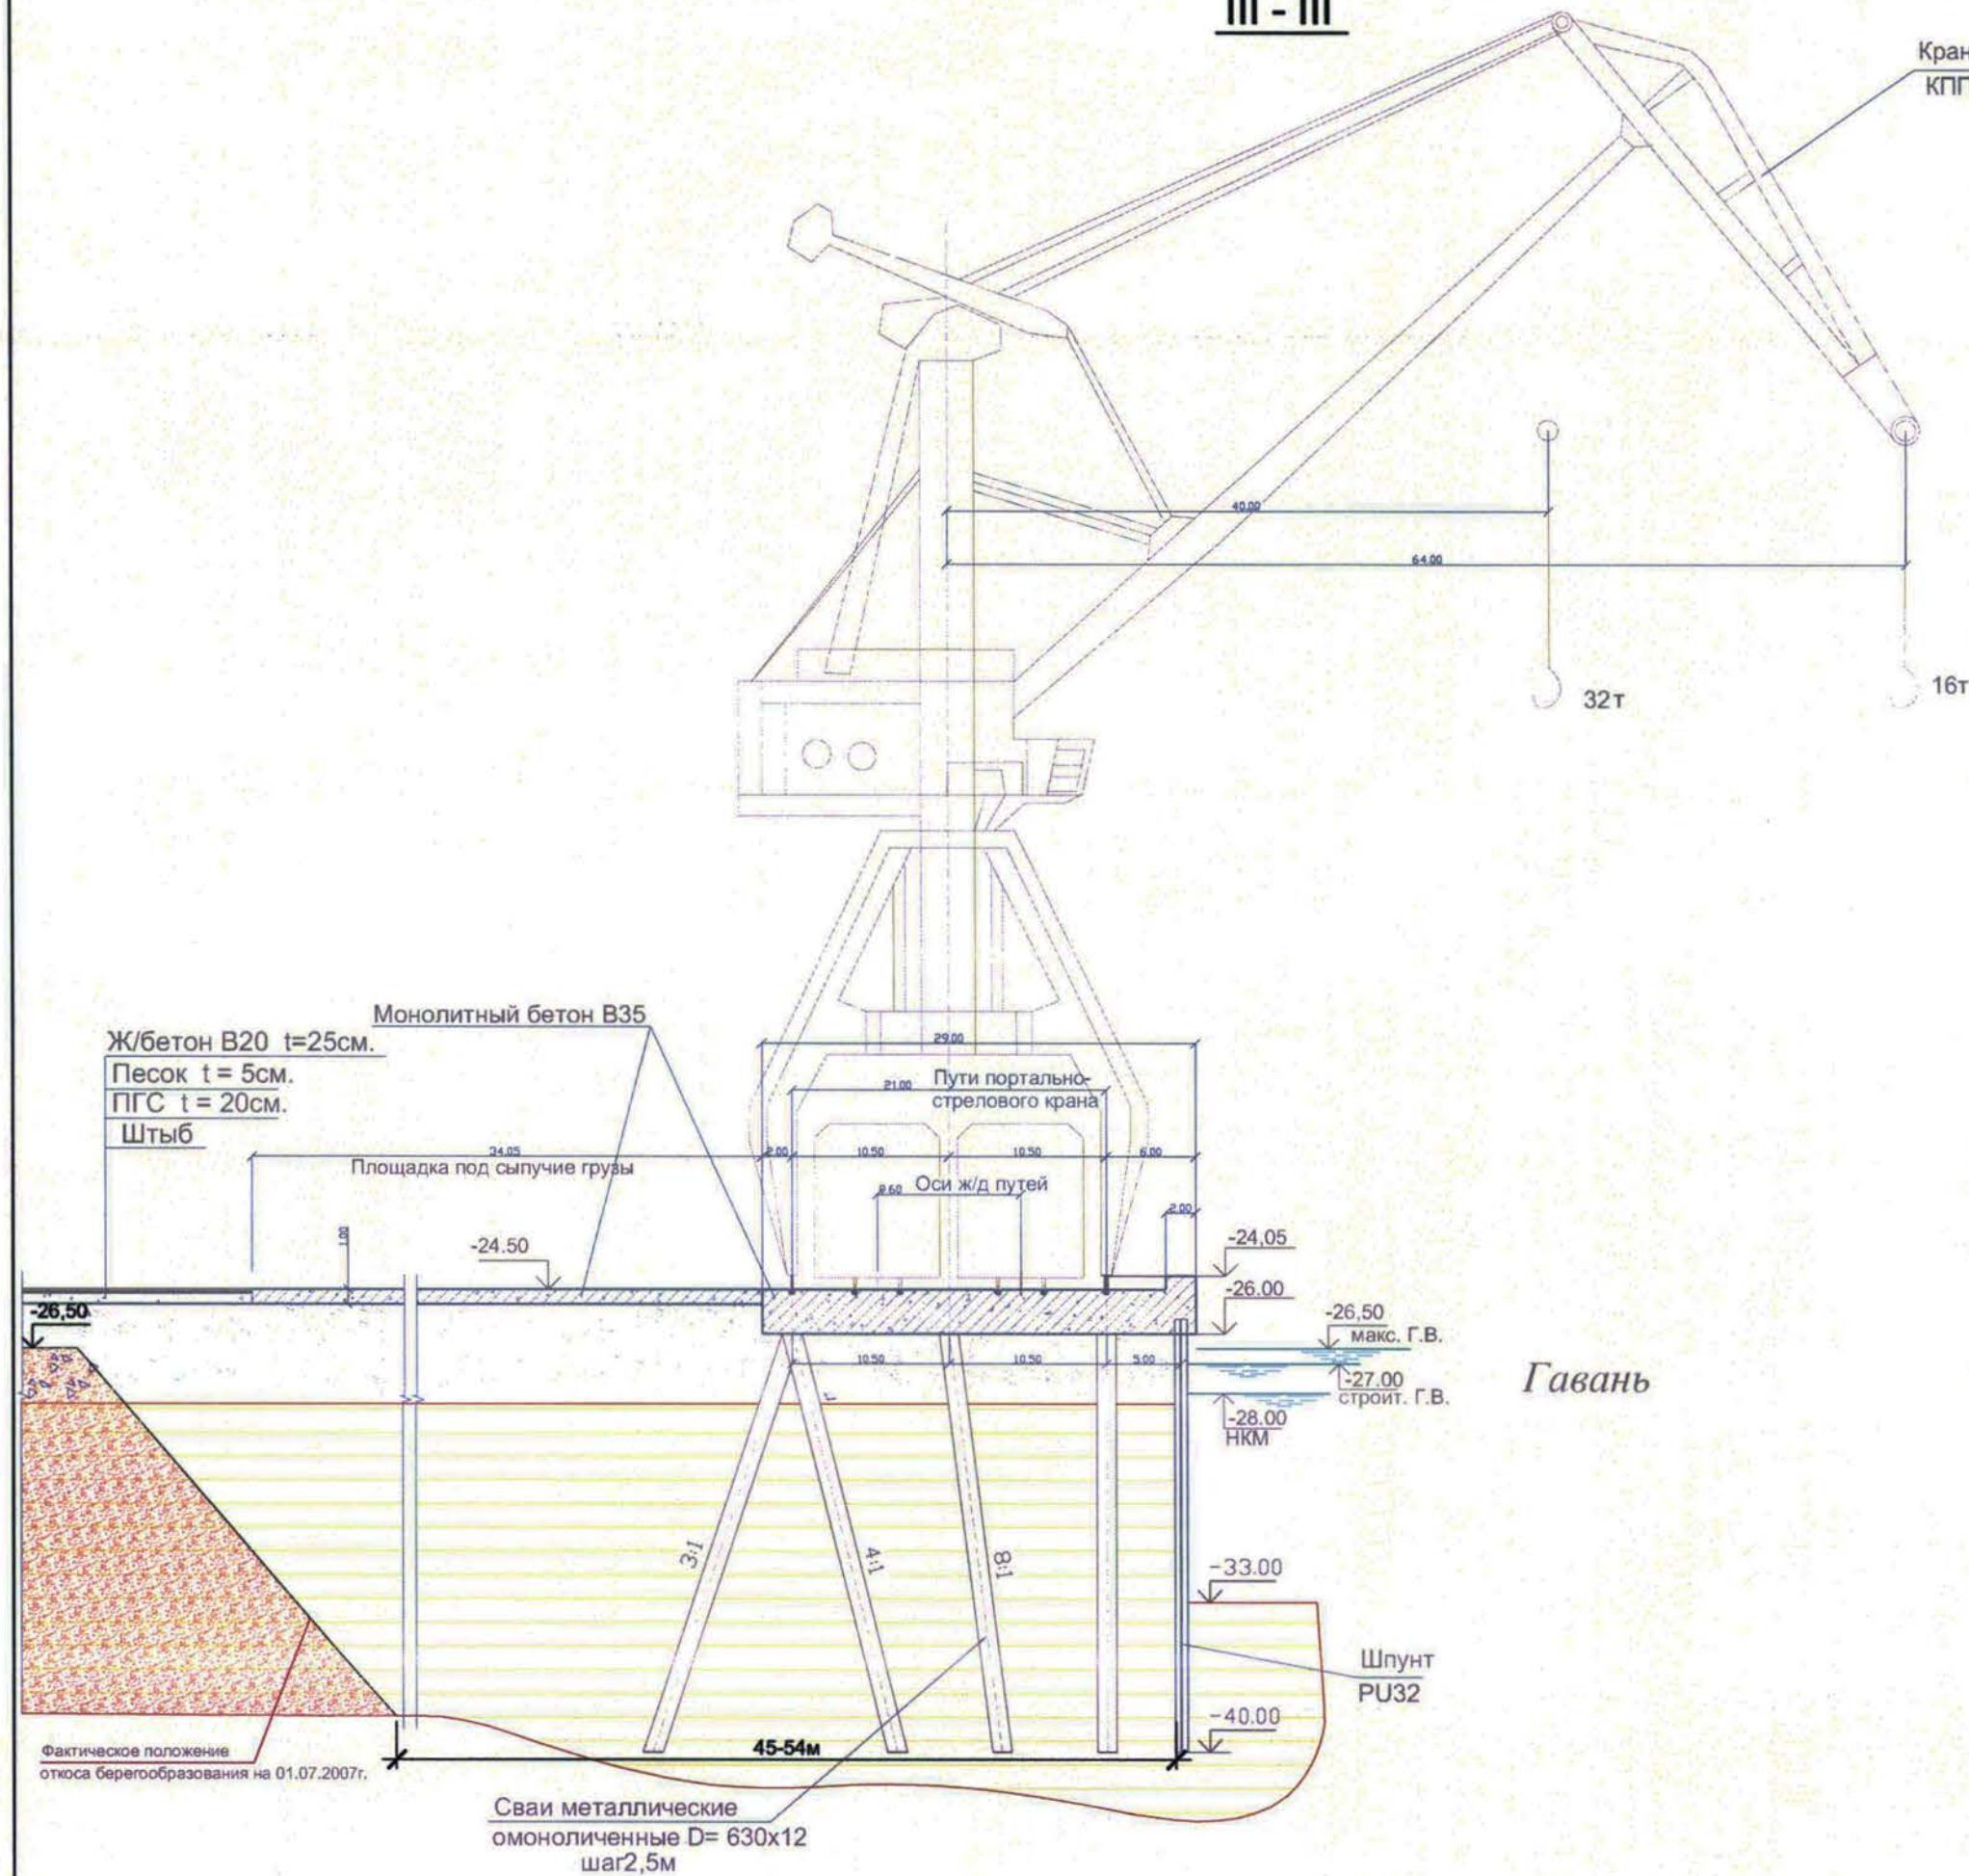 III - III
Кран
КПП
40.00
64.00
32т
16т
Монолитный бетон В35
Ж/бетон В20 t=25см.
Песок t = 5см.
ПГС t = 20см.
Штыб
29.00
21.00
Пути портально-
стрелового крана
34.05
Площадка под сыпучие грузы
2.00
10.50
10.50
6.00
9.60
Оси ж/д путей
2.00
1.00
-24.50
-24,05
-26.00
-26,50
-26,50
макс. Г.В.
10.50
10.50
5.00
-27.00
строит. Г.В.
-28.00
НКМ
Гавань
3:1
4:1
8:1
-33.00
Шпунт
PU32
-40.00
45-54м
Фактическое положение
откоса берегообразования на 01.07.2007г.
Сваи металлические
омоноличенные D= 630x12
шаг2,5м